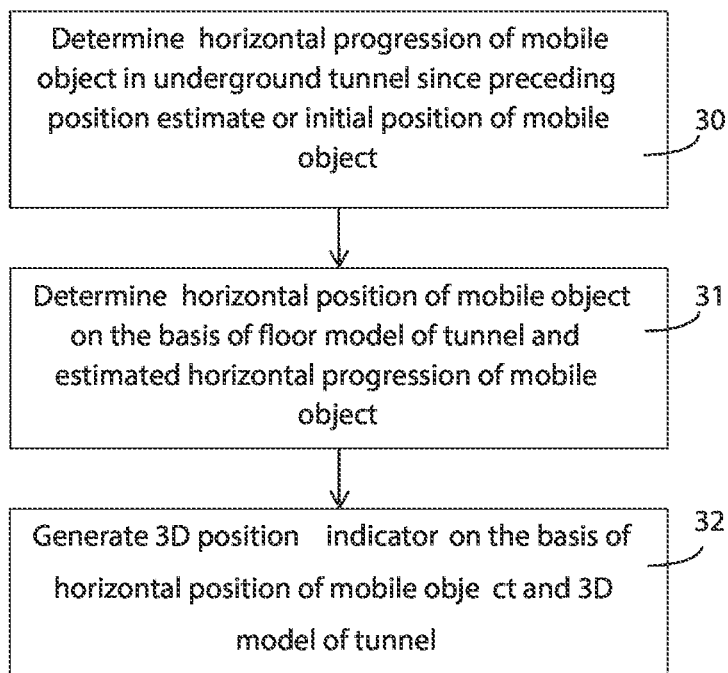 Determine horizontal progression of mobile
object in underground tunnel since preceding
position estimate or initial position of mobile
object
30
Determine horizontal position of mobile object
on the basis of floor model of tunnel and
estimated horizontal progression of mobile
object
31
Generate 3D position indicator on the basis of
horizontal position of mobile obje ct and 3D
model of tunnel
32